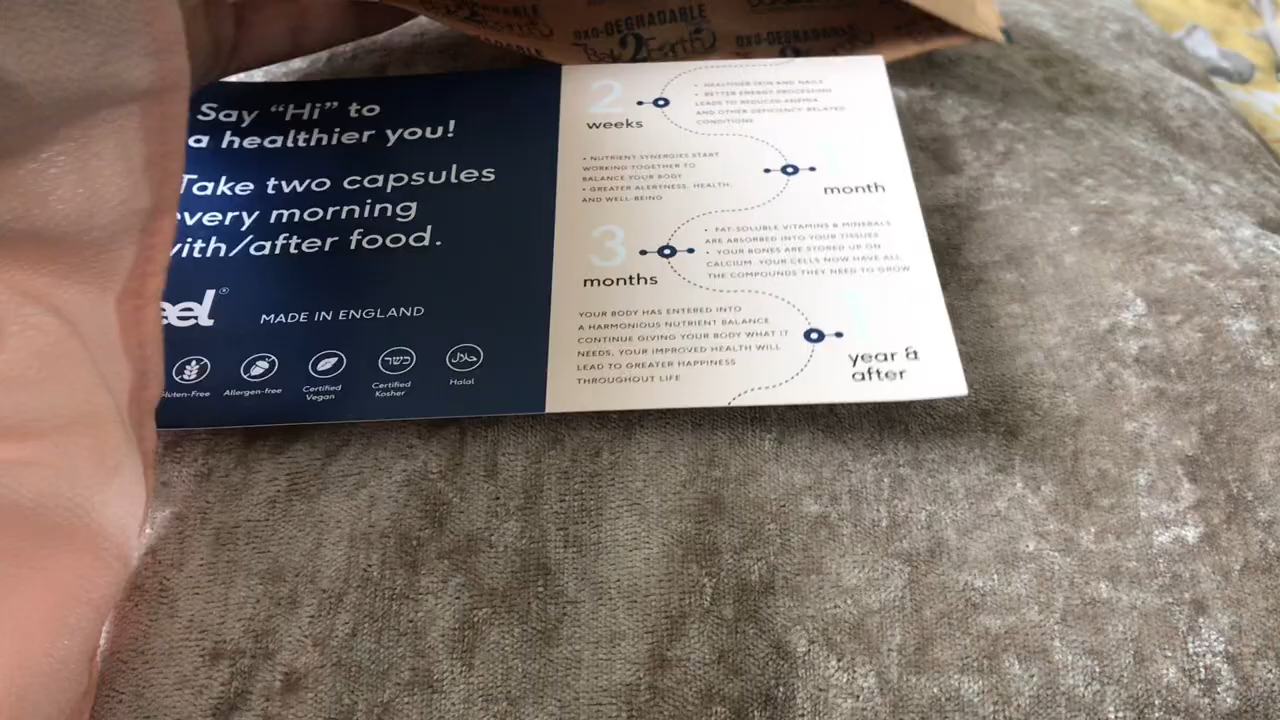 OXO-DEGRADABLE
OXO-DEGRADABLE
Say “Hi” to
a healthier you!
Take two capsules
every morning
with/after food.
eel®
MADE IN ENGLAND
Gluten-Free
Allergen-free
Certified
Vegan
כשר
Certified
Kosher
حلال
Halal
2
weeks
• HEALTHIER SKIN AND NAILS
• BETTER ENERGY PROCESSING
LEADS TO REDUCED ANEMIA
AND OTHER DEFICIENCY-RELATED
CONDITIONS
• NUTRIENT SYNERGIES START
WORKING TOGETHER TO
BALANCE YOUR BODY
• GREATER ALERTNESS, HEALTH,
AND WELL-BEING
month
3
months
• FAT-SOLUBLE VITAMINS & MINERALS
ARE ABSORBED INTO YOUR TISSUES
• YOUR BONES ARE STORED UP ON
CALCIUM. YOUR CELLS NOW HAVE ALL
THE COMPOUNDS THEY NEED TO GROW
YOUR BODY HAS ENTERED INTO
A HARMONIOUS NUTRIENT BALANCE
CONTINUE GIVING YOUR BODY WHAT IT
NEEDS, YOUR IMPROVED HEALTH WILL
LEAD TO GREATER HAPPINESS
THROUGHOUT LIFE
year &
after